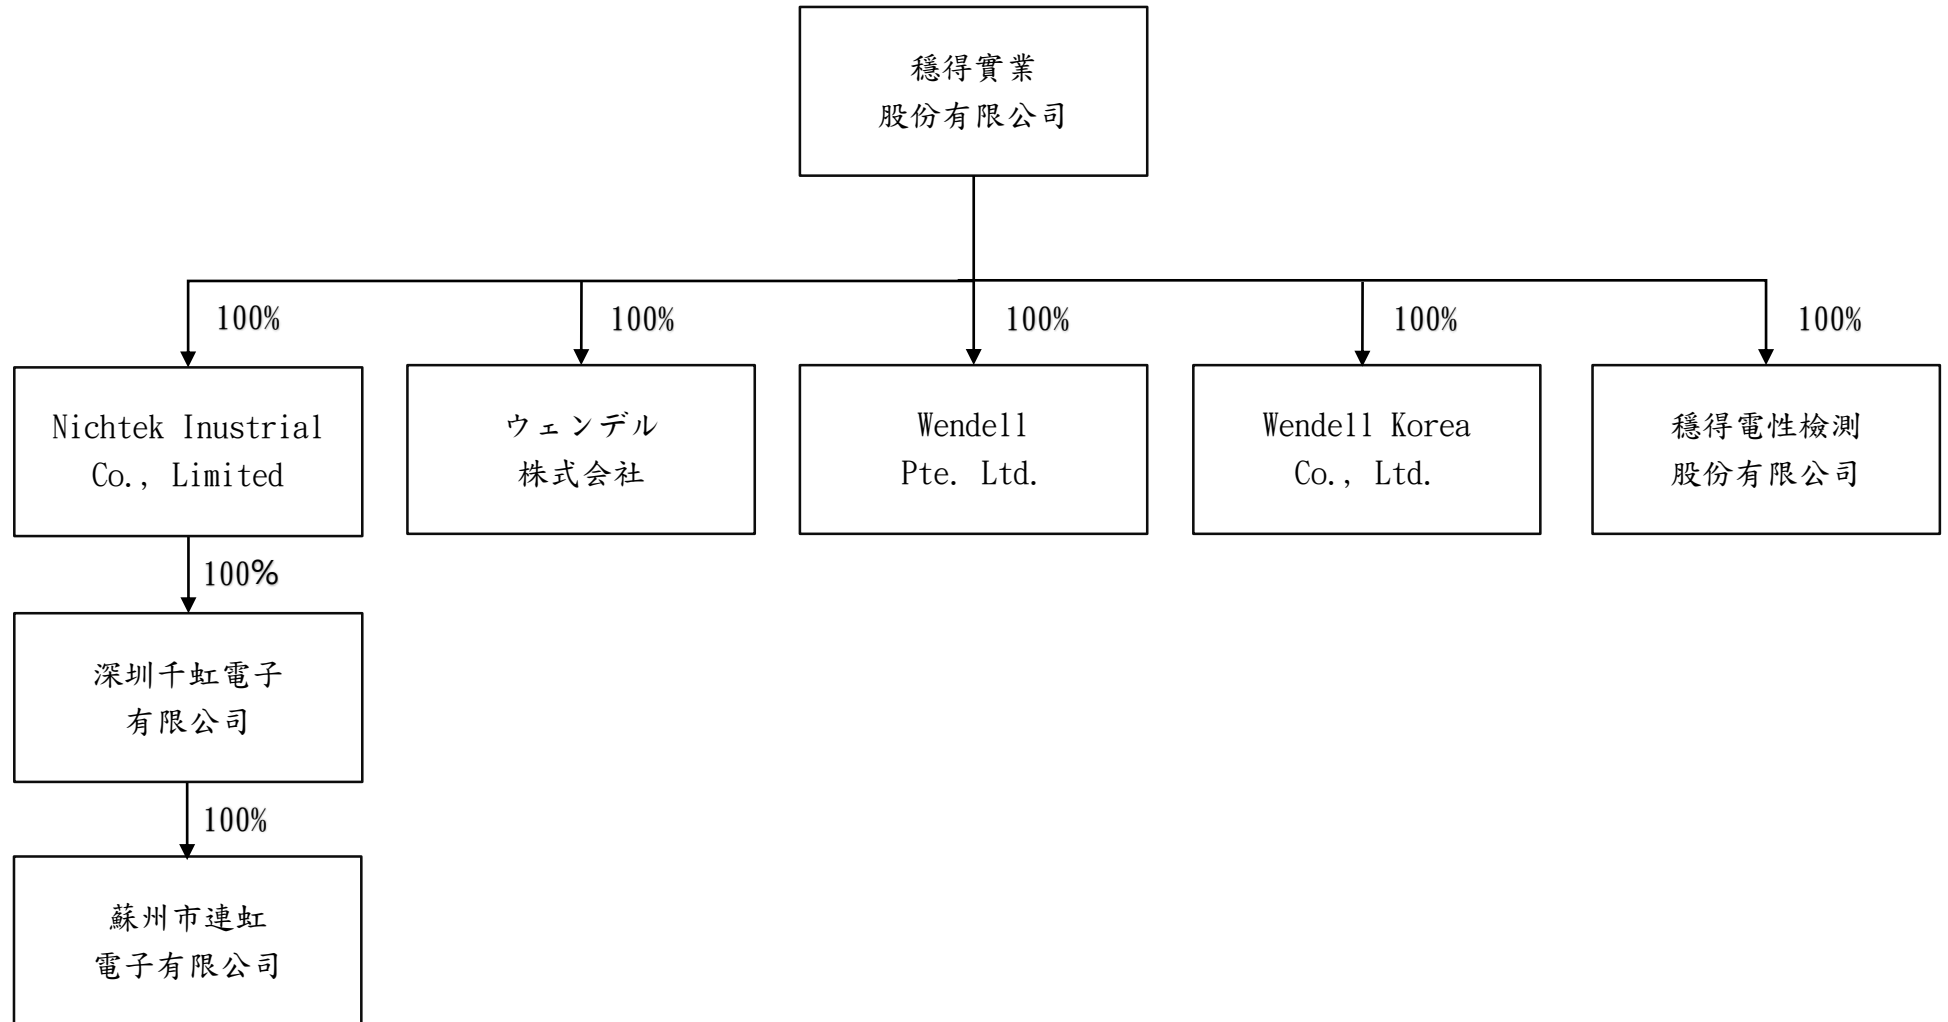 穩得實業
股份有限公司
100%
100%
100%
100%
100%
Nichtek Inustrial
Co., Limited
ウェンデル
株式会社
Wendell
Pte. Ltd.
Wendell Korea
Co., Ltd.
穩得電性檢測
股份有限公司
100%
深圳千虹電子
有限公司
100%
蘇州市連虹
電子有限公司